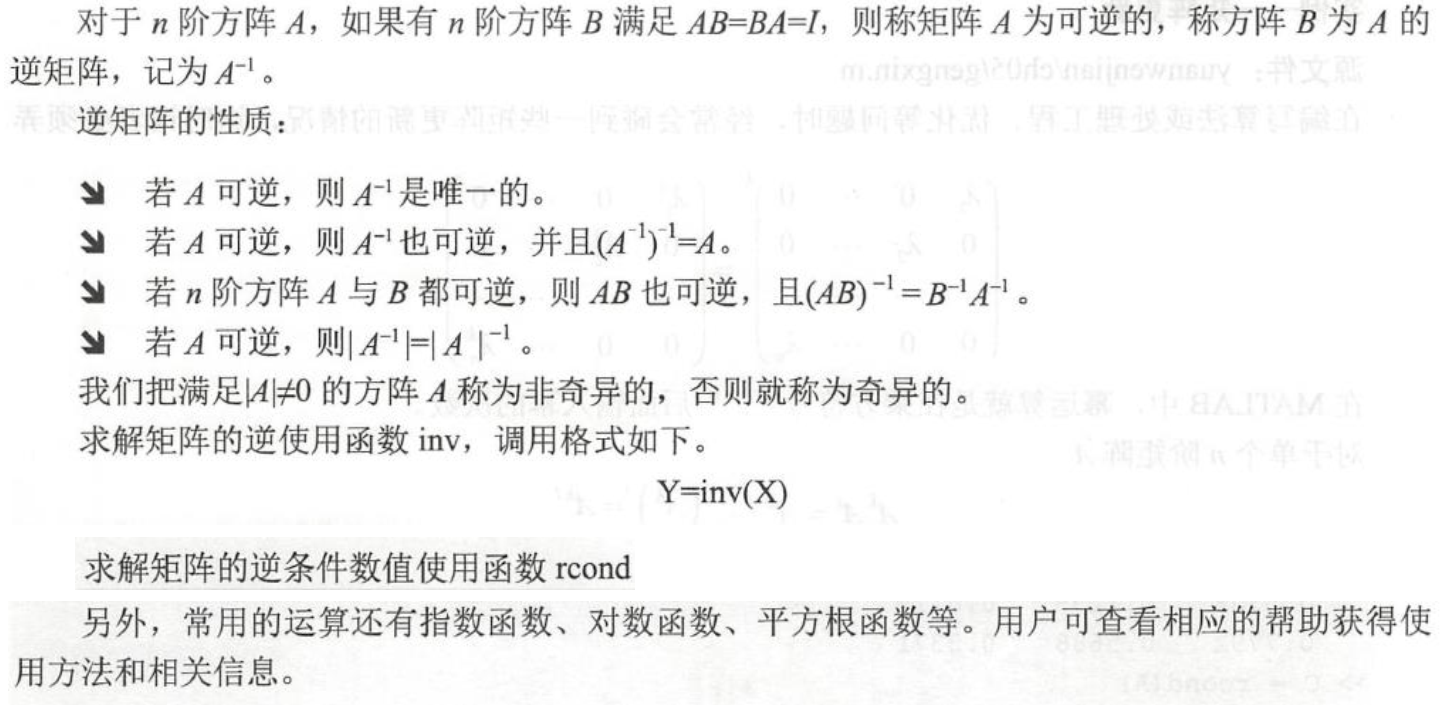 对于 n 阶方阵 A，如果有 n 阶方阵 B 满足 AB=BA=I，则称矩阵 A 为可逆的，称方阵 B 为 A 的
逆矩阵，记为 A⁻¹。
逆矩阵的性质：
若 A 可逆，则 A⁻¹ 是唯一的。
若 A 可逆，则 A⁻¹ 也可逆，并且(A⁻¹)⁻¹=A。
若 n 阶方阵 A 与 B 都可逆，则 AB 也可逆，且(AB)⁻¹=B⁻¹A⁻¹。
若 A 可逆，则|A⁻¹|=|A|⁻¹。
我们把满足|A|≠0 的方阵 A 称为非奇异的，否则就称为奇异的。
求解矩阵的逆使用函数 inv，调用格式如下。
Y=inv(X)
求解矩阵的逆条件数值使用函数 rcond
另外，常用的运算还有指数函数、对数函数、平方根函数等。用户可查看相应的帮助获得使
用方法和相关信息。